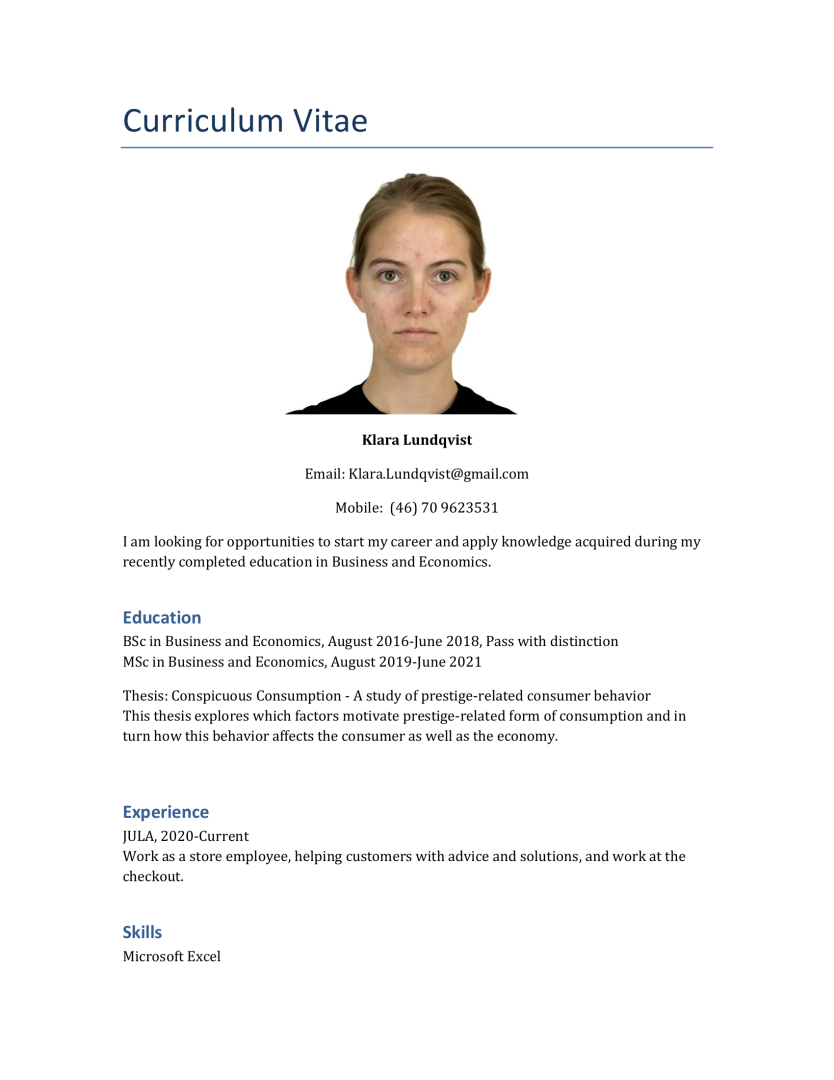 Curriculum Vitae
Klara Lundqvist
Email: Klara.Lundqvist@gmail.com
Mobile:  (46) 70 9623531
I am looking for opportunities to start my career and apply knowledge acquired during my
recently completed education in Business and Economics.
Education
BSc in Business and Economics, August 2016-June 2018, Pass with distinction
MSc in Business and Economics, August 2019-June 2021
Thesis: Conspicuous Consumption - A study of prestige-related consumer behavior
This thesis explores which factors motivate prestige-related form of consumption and in
turn how this behavior affects the consumer as well as the economy.
Experience
JULA, 2020-Current
Work as a store employee, helping customers with advice and solutions, and work at the
checkout.
Skills
Microsoft Excel